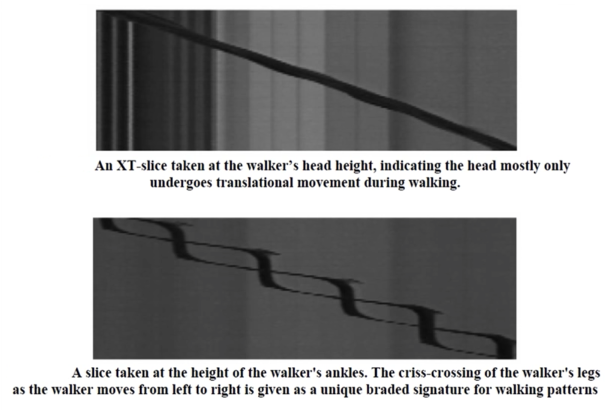 An XT-slice taken at the walker's head height, indicating the head mostly only
undergoes translational movement during walking.
A slice taken at the height of the walker's ankles. The criss-crossing of the walker's legs
as the walker moves from left to right is given as a unique braded signature for walking patterns